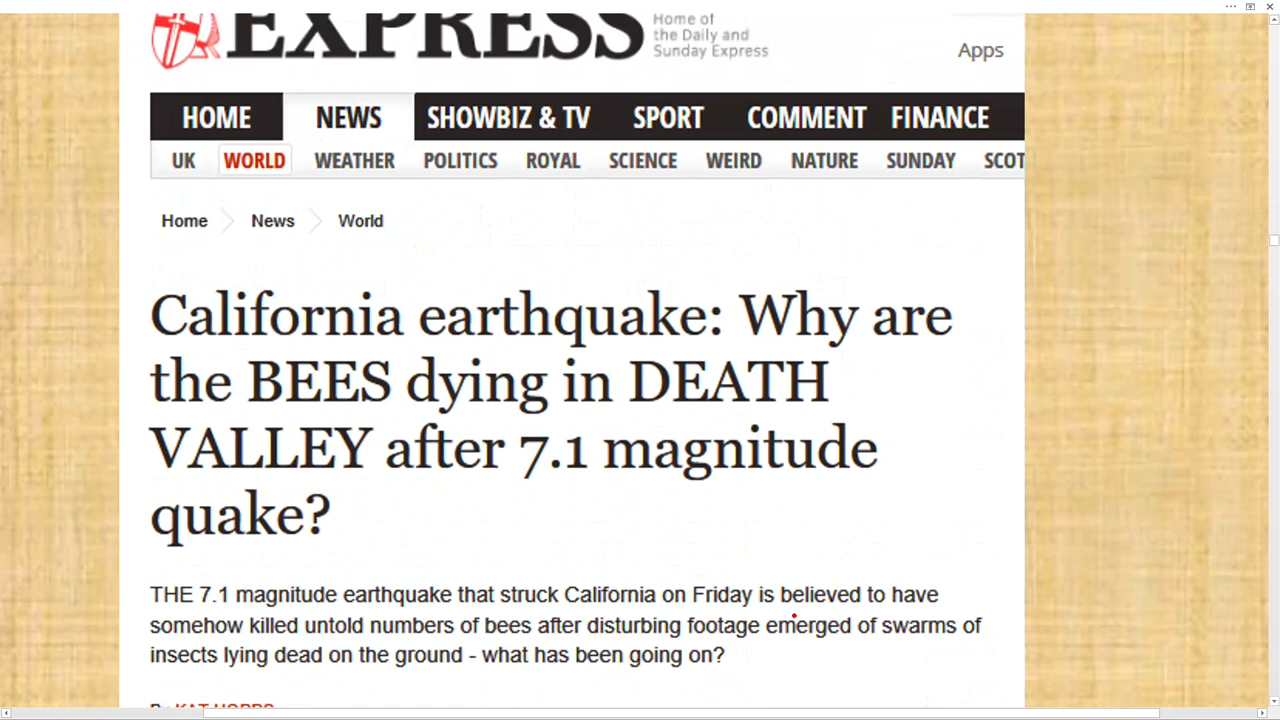 EXPRESS
Home of
the Daily and
Sunday Express
Apps
HOME NEWS SHOWBIZ & TV SPORT COMMENT FINANCE
UK WORLD WEATHER POLITICS ROYAL SCIENCE WEIRD NATURE SUNDAY SCOT
Home News World
California earthquake: Why are
the BEES dying in DEATH
VALLEY after 7.1 magnitude
quake?
THE 7.1 magnitude earthquake that struck California on Friday is believed to have
somehow killed untold numbers of bees after disturbing footage emerged of swarms of
insects lying dead on the ground - what has been going on?
By KAT HOPPS